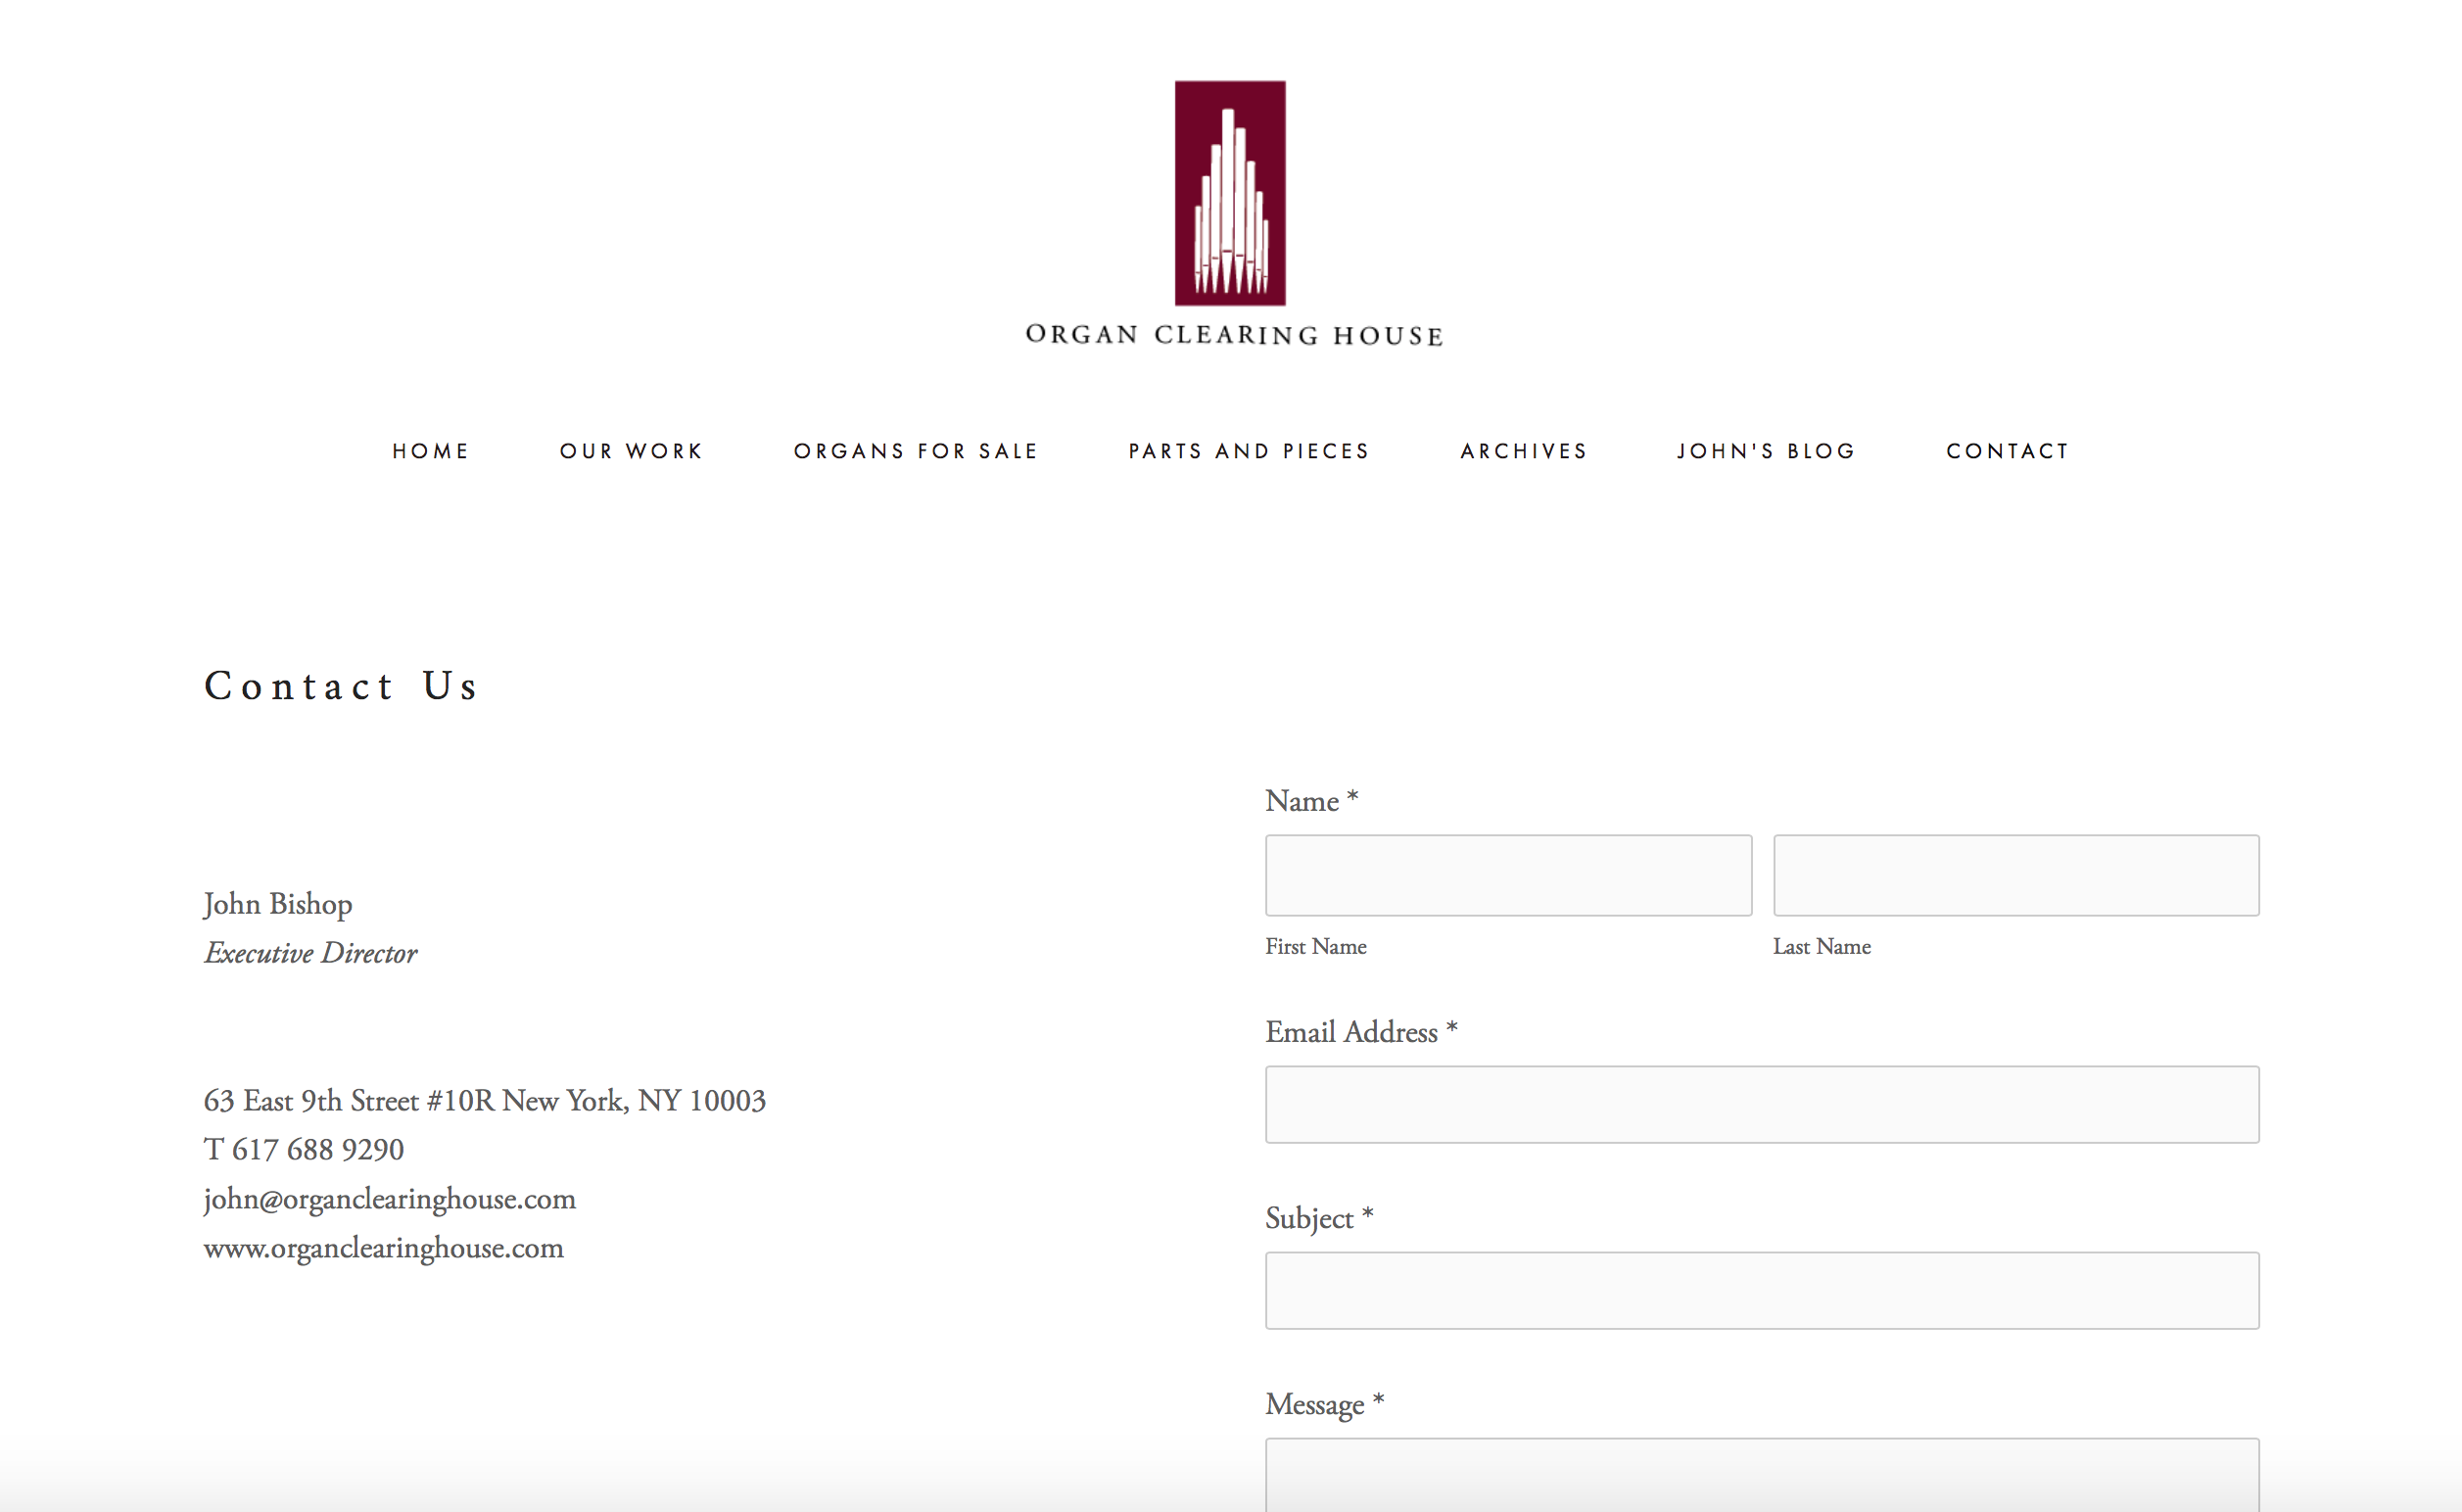 ORGAN CLEARING HOUSE
HOME OUR WORK ORGANS FOR SALE PARTS AND PIECES ARCHIVES JOHN'S BLOG CONTACT
Contact Us
John Bishop
Executive Director
63 East 9th Street #10R New York, NY 10003
T 617 688 9290
john@organclearinghouse.com
www.organclearinghouse.com
Name *
First Name Last Name
Email Address *
Subject *
Message *